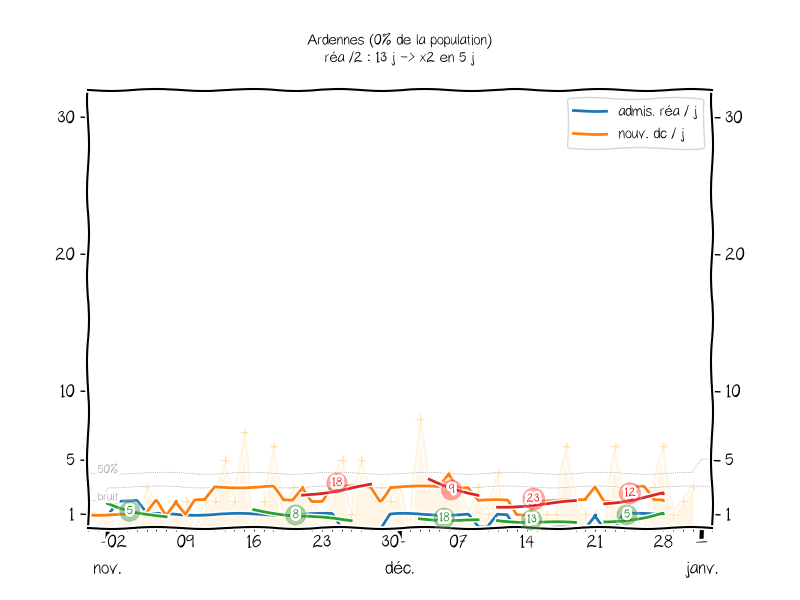 Ardennes (0% de la population)
réa /2 : 13 j -> x2 en 5 j
admis. réa / j
nouv. dc / j
30 30
20 20
10 10
5 5
1 1
50%
bruit
5 8 18 9 18 23 13 12 5
02 09 16 23 30 07 14 21 28
nov. déc. janv.